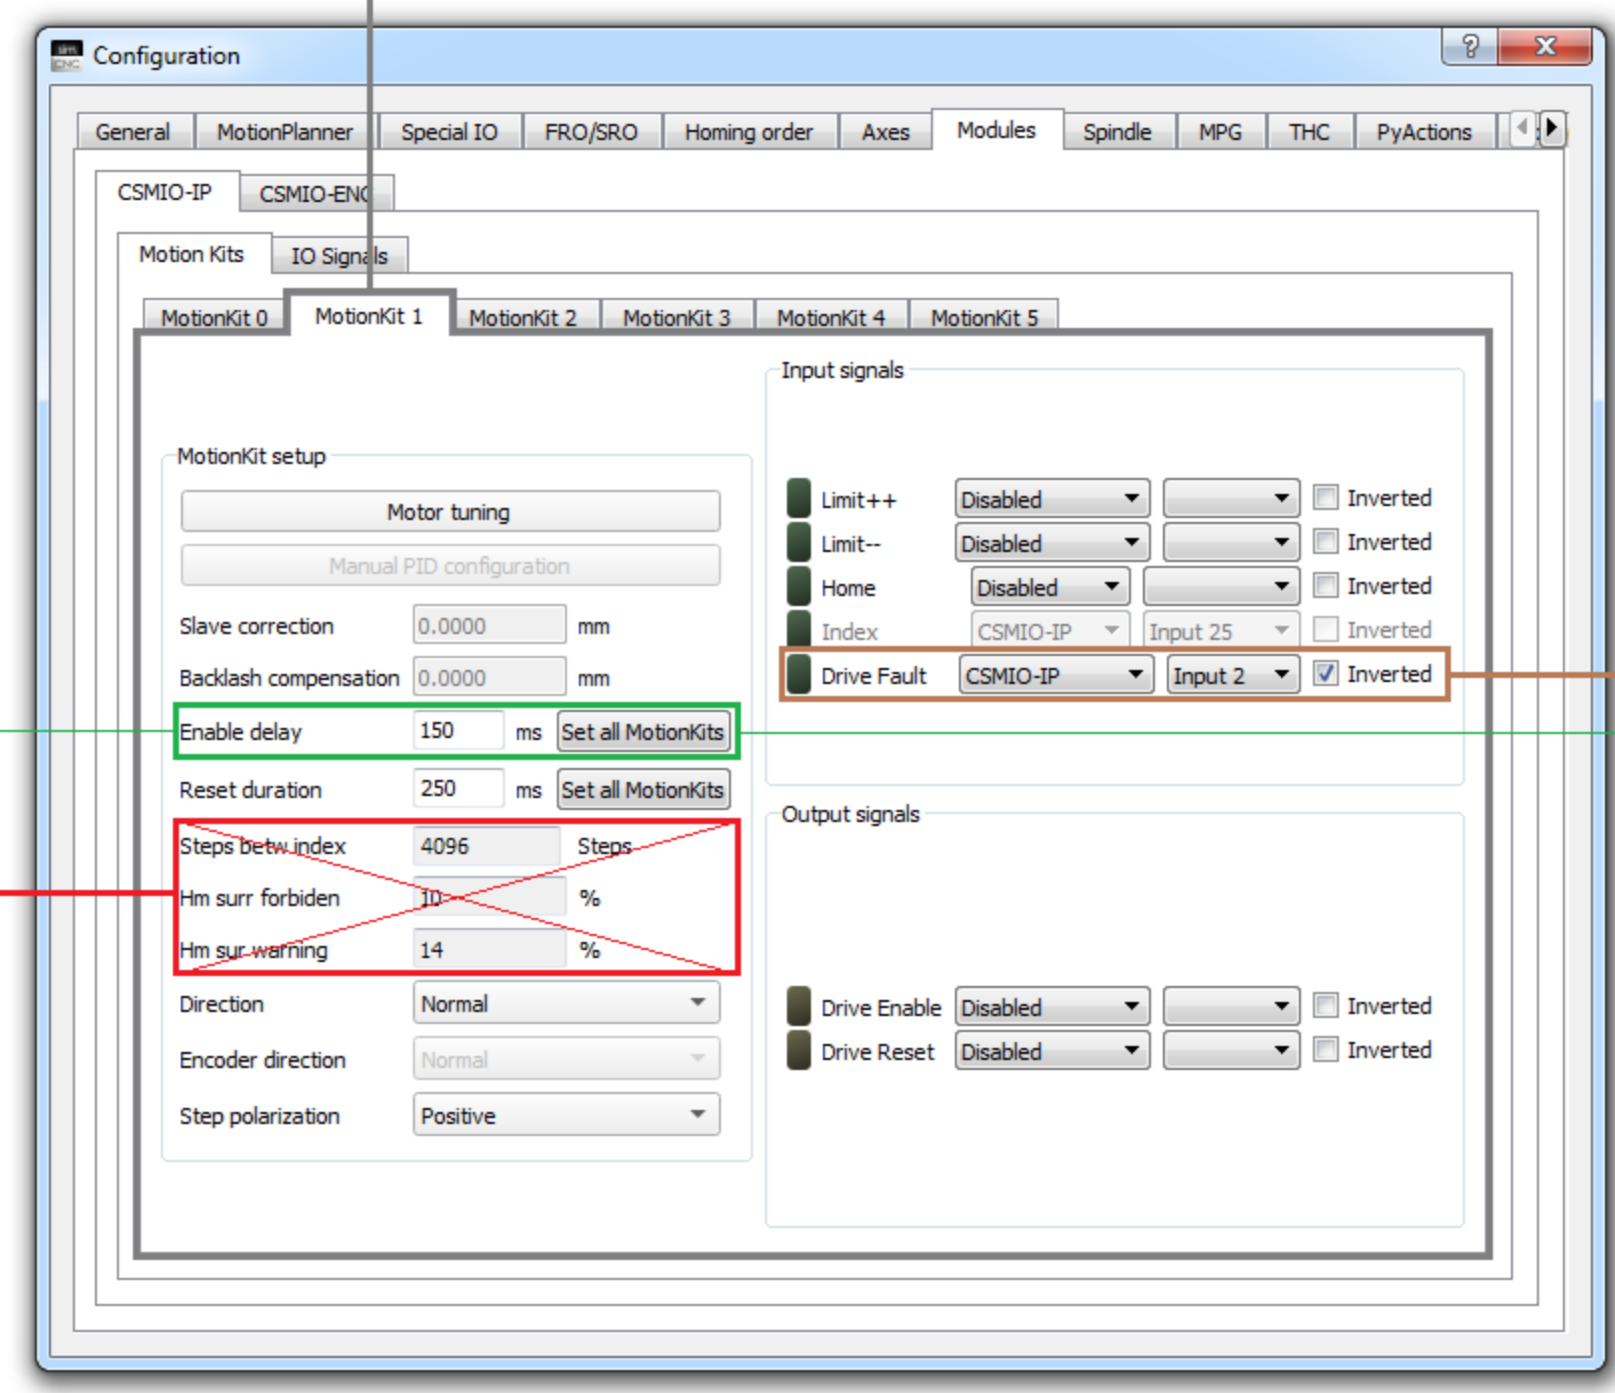 sim CNC Configuration ?
General MotionPlanner Special IO FRO/SRO Homing order Axes Modules Spindle MPG THC PyActions
CSMIO-IP CSMIO-ENC
Motion Kits IO Signals
MotionKit 0 MotionKit 1 MotionKit 2 MotionKit 3 MotionKit 4 MotionKit 5
MotionKit setup
Motor tuning
Manual PID configuration
Slave correction 0.0000 mm
Backlash compensation 0.0000 mm
Enable delay 150 ms Set all MotionKits
Reset duration 250 ms Set all MotionKits
Steps betw index 4096 Steps
Hm surr forbiden 10 %
Hm sur warning 14 %
Direction Normal
Encoder direction Normal
Step polarization Positive
Input signals
Limit++ Disabled Inverted
Limit-- Disabled Inverted
Home Disabled Inverted
Index CSMIO-IP Input 25 Inverted
Drive Fault CSMIO-IP Input 2 Inverted
Output signals
Drive Enable Disabled Inverted
Drive Reset Disabled Inverted